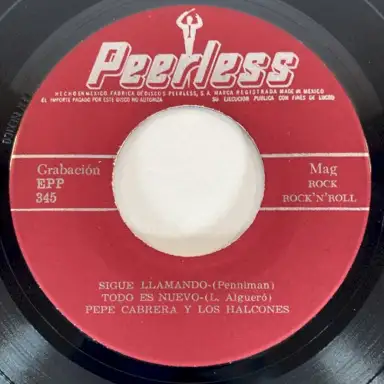 Peerless
HECHO EN MEXICO. FABRICA DE DISCOS PEERLESS, S.A. MARCA REGISTRADA MADE IN MEXICO
EL IMPORTE PAGADO POR ESTE DISCO NO AUTORIZA SU EJECUCION PUBLICA CON FINES DE LUCRO
Grabación
EPP
345
Mag
ROCK
ROCK'N'ROLL
SIGUE LLAMANDO-(Penniman)
TODO ES NUEVO-(L. Algueró)
PEPE CABRERA Y LOS HALCONES